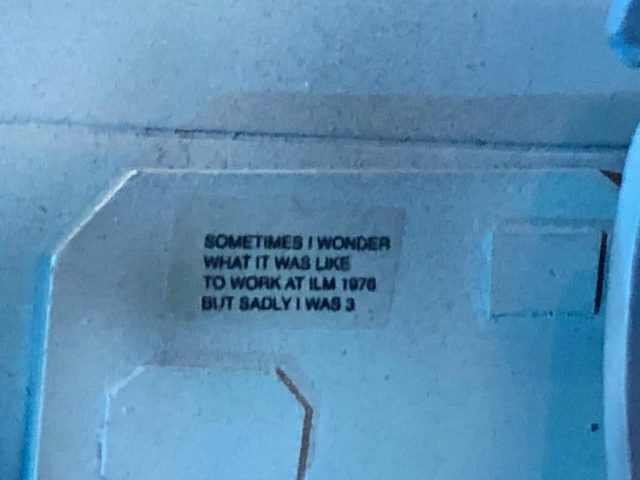 SOMETIMES I WONDER
WHAT IT WAS LIKE
TO WORK AT ILM 1976
BUT SADLY I WAS 3